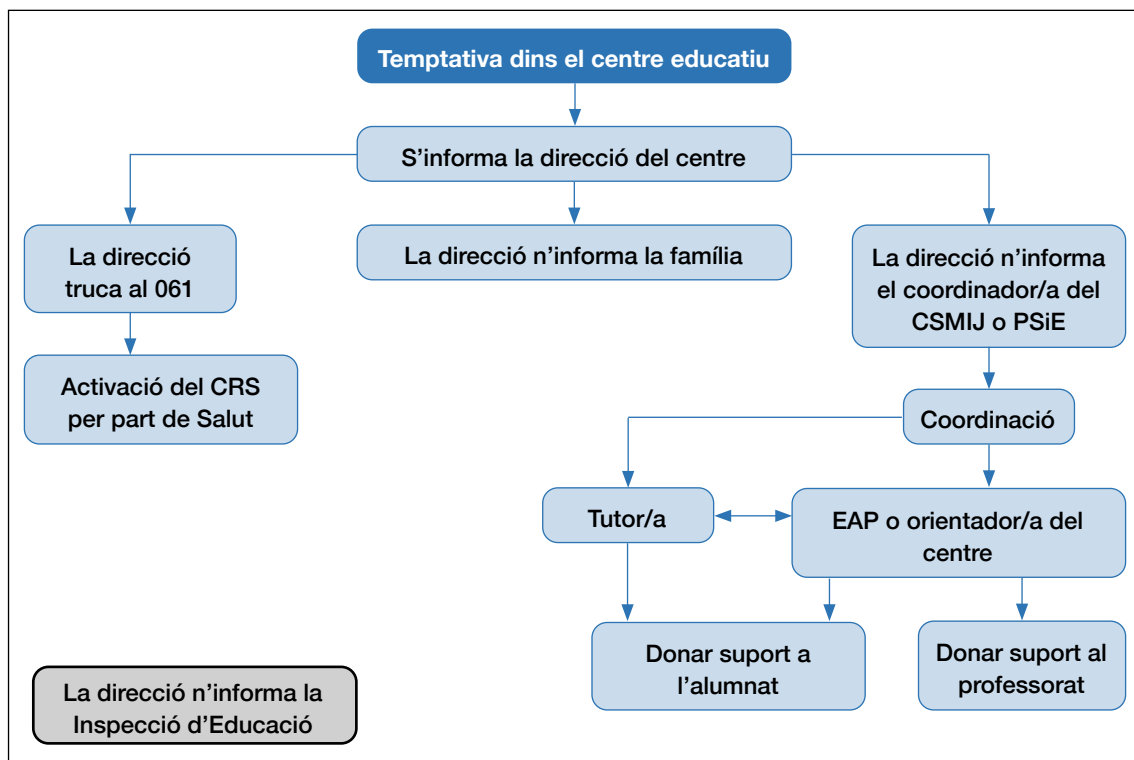 Temptativa dins el centre educatiu
S’informa la direcció del centre
La direcció
truca al 061
La direcció n’informa la família
La direcció n’informa
el coordinador/a del
CSMIJ o PSiE
Activació del CRS
per part de Salut
Coordinació
Tutor/a
EAP o orientador/a del
centre
Donar suport a
l’alumnat
Donar suport al
professorat
La direcció n’informa la
Inspecció d’Educació